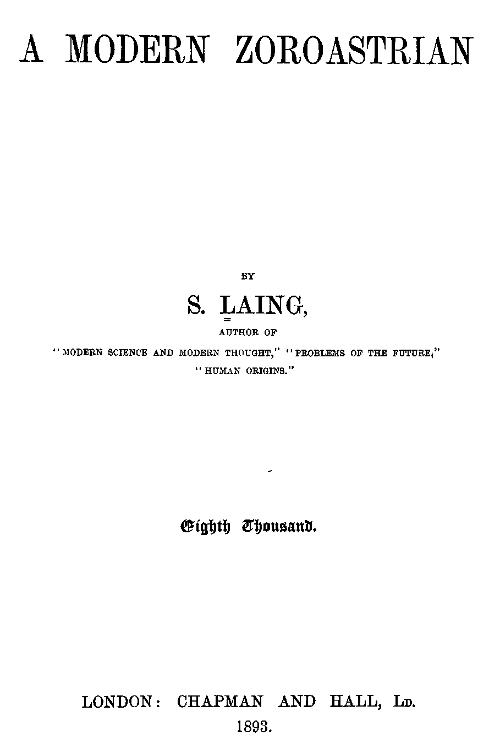 A MODERN ZOROASTRIAN
BY
S. LAING,
AUTHOR OF
"MODERN SCIENCE AND MODERN THOUGHT," "PROBLEMS OF THE FUTURE,"
"HUMAN ORIGINS."
Eighth Thousand.
LONDON: CHAPMAN AND HALL, LD.
1893.